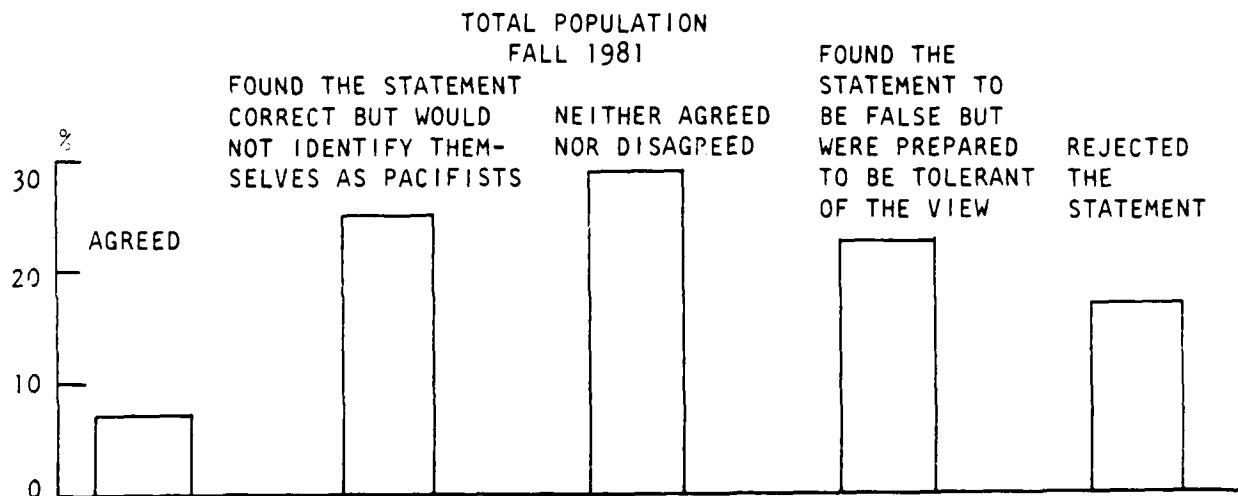 TOTAL POPULATION
FALL 1981
FOUND THE STATEMENT
CORRECT BUT WOULD
NOT IDENTIFY THEM-
SELVES AS PACIFISTS
NEITHER AGREED
NOR DISAGREED
FOUND THE
STATEMENT TO
BE FALSE BUT
WERE PREPARED
TO BE TOLERANT
OF THE VIEW
REJECTED
THE
STATEMENT
AGREED
%
30
20
10
0